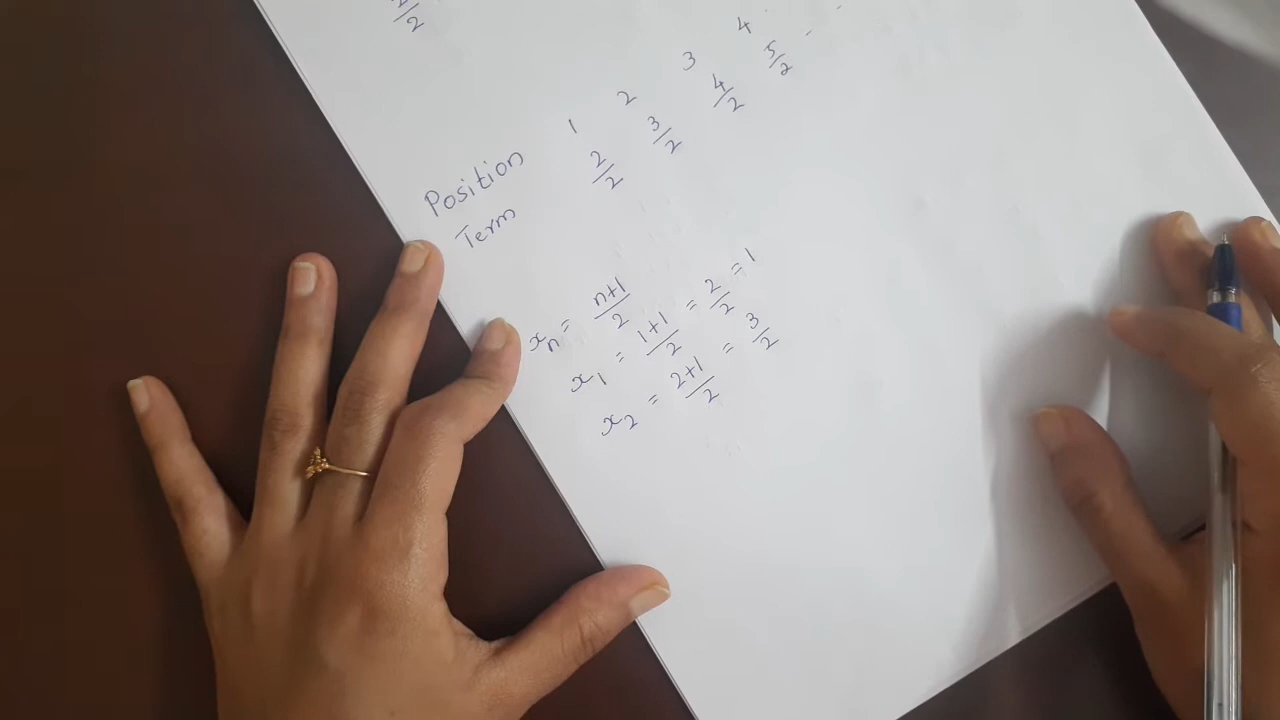 2/2
Position 1 2 3 4
Term 2/2 3/2 4/2 5/2 - -
xₙ = n+1/2
x₁ = 1+1/2 = 2/2 = 1
x₂ = 2+1/2 = 3/2